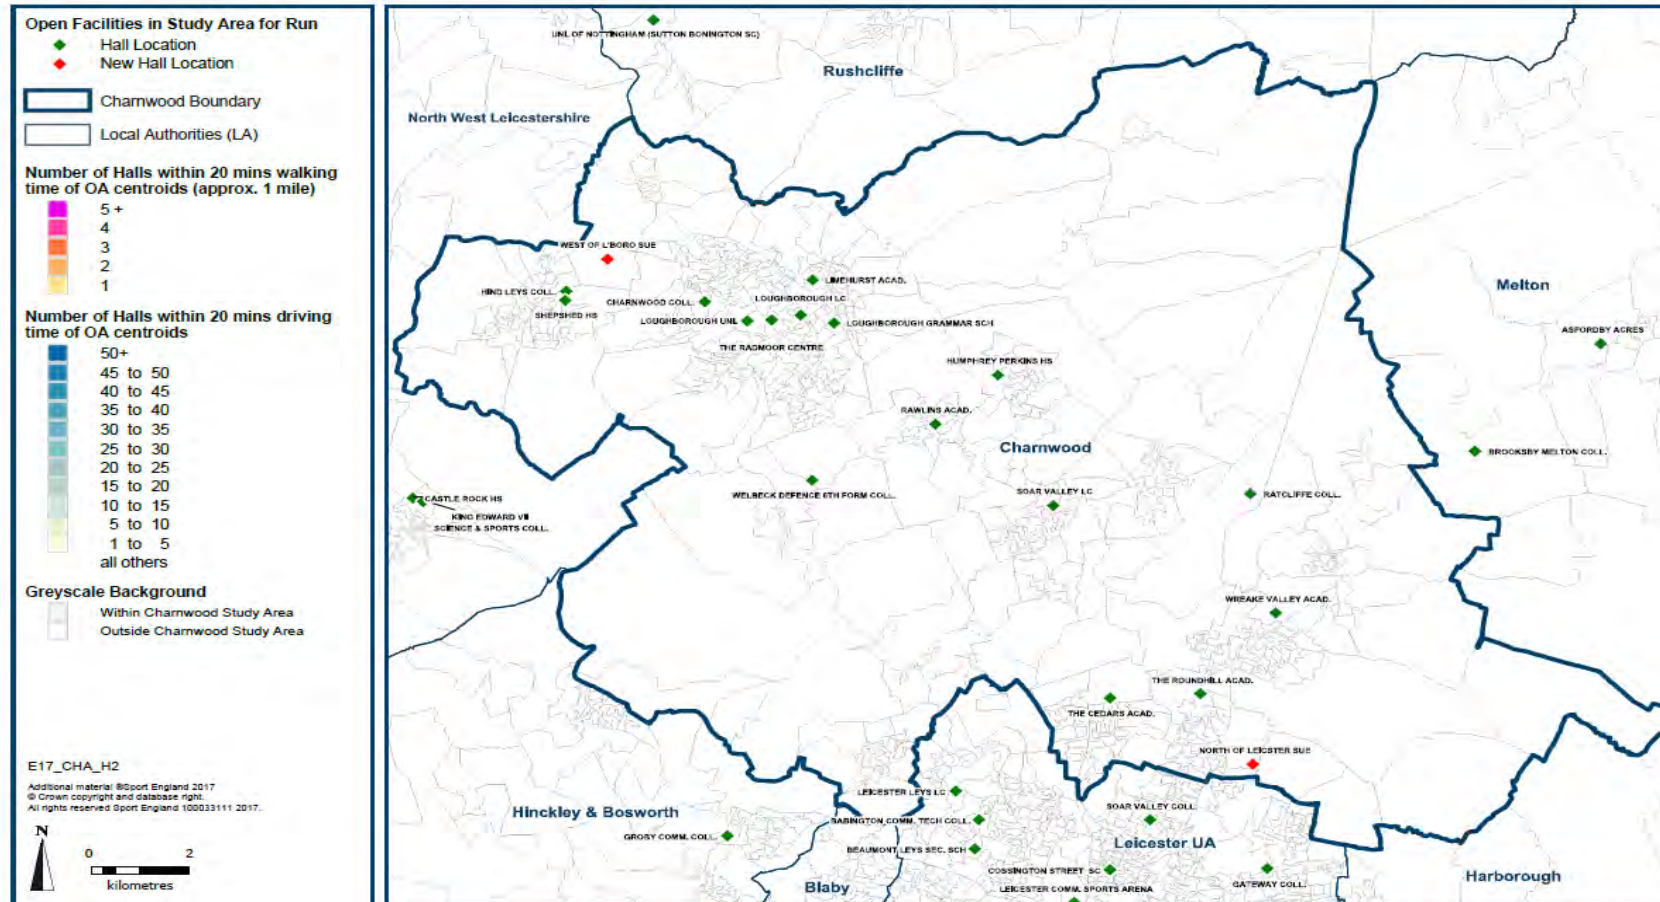 Open Facilities in Study Area for Run
Hall Location
New Hall Location
Charnwood Boundary
Local Authorities (LA)
Number of Halls within 20 mins walking
time of OA centroids (approx. 1 mile)
5 +
4
3
2
1
Number of Halls within 20 mins driving
time of OA centroids
50+
45 to 50
40 to 45
35 to 40
30 to 35
25 to 30
20 to 25
15 to 20
10 to 15
5 to 10
1 to 5
all others
Greyscale Background
Within Charnwood Study Area
Outside Charnwood Study Area
E17_CHA_H2
Additional material ®Sport England 2017
© Crown copyright and database right.
All rights reserved Sport England 100033111 2017.
N
0 2
kilometres
UNI. OF NOTTINGHAM (SUTTON BONINGTON SC)
Rushcliffe
North West Leicestershire
WEST OF L'BORO SUE
HIND LEYS COLL.
SHEPSHED HS
CHARNWOOD COLL.
LIMEHURST ACAD.
LOUGHBOROUGH LC
LOUGHBOROUGH UNI.
LOUGHBOROUGH GRAMMAR SCH
THE RADMOOR CENTRE
Melton
ASFORDBY ACRES
HUMPHREY PERKINS HS
RAWLINS ACAD.
Charnwood
BROOKSBY MELTON COLL.
WELBECK DEFENCE 6TH FORM COLL.
SOAR VALLEY LC
RATCLIFFE COLL.
CASTLE ROCK HS
KING EDWARD VII
SCIENCE & SPORTS COLL.
WREAKE VALLEY ACAD.
THE ROUNDHILL ACAD.
THE CEDARS ACAD.
NORTH OF LEICSTER SUE
LEICESTER LEYS LC
SOAR VALLEY COLL.
Hinckley & Bosworth
BABINGTON COMM. TECH COLL.
GROBY COMM. COLL.
Leicester UA
BEAUMONT LEYS SEC. SCH
COSSINGTON STREET SC
GATEWAY COLL.
Harborough
Blaby
LEICESTER COMM. SPORTS ARENA